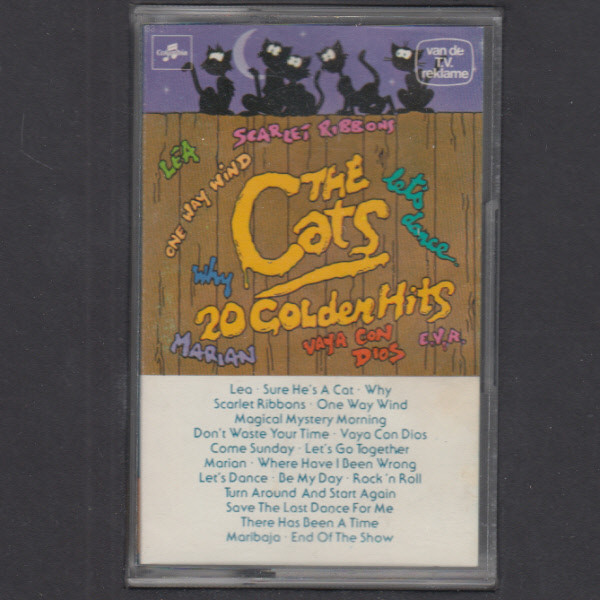 Columbia
van de
T.V.
reklame
SCARLET RIBBONS
LEA
ONE WAY WIND
THE
Cats
let's dance
Why
20 GOLDEN HITS
MARIAN
VAYA CON
DIOS
E.V.A.
Lea · Sure He's A Cat · Why
Scarlet Ribbons · One Way Wind
Magical Mystery Morning
Don't Waste Your Time · Vaya Con Dios
Come Sunday · Let's Go Together
Marian · Where Have I Been Wrong
Let's Dance · Be My Day · Rock 'n Roll
Turn Around And Start Again
Save The Last Dance For Me
There Has Been A Time
Maribaja · End Of The Show